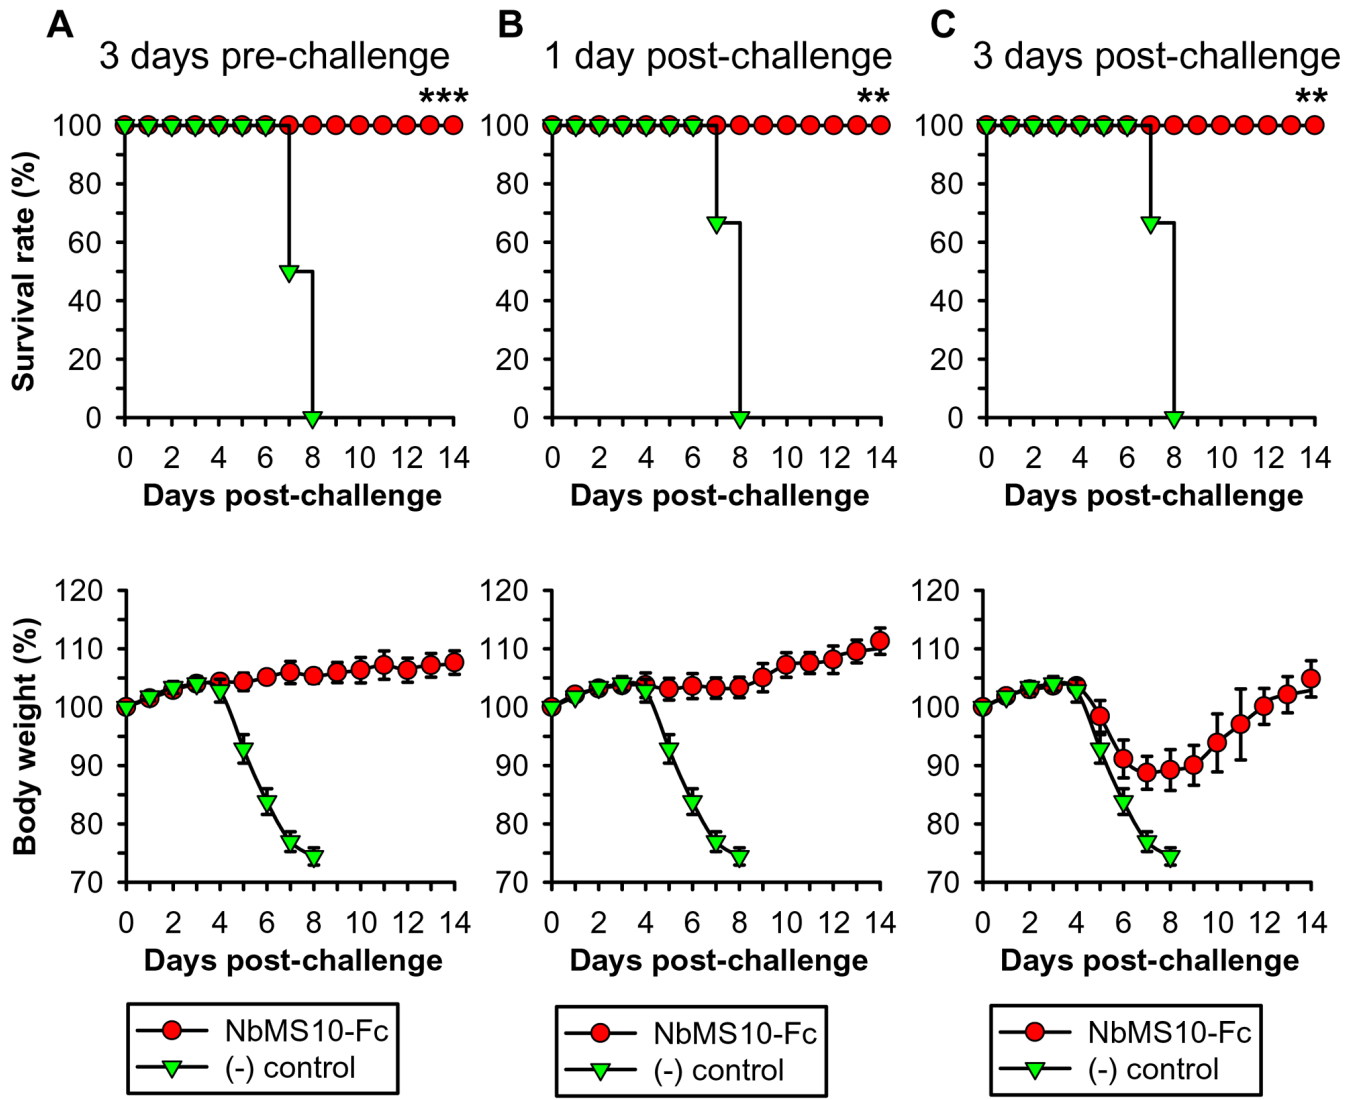 A
3 days pre-challenge
***
Survival rate (%)
100
80
60
40
20
0
0 2 4 6 8 10 12 14
Days post-challenge
B
1 day post-challenge
**
100
80
60
40
20
0
0 2 4 6 8 10 12 14
Days post-challenge
C
3 days post-challenge
**
100
80
60
40
20
0
0 2 4 6 8 10 12 14
Days post-challenge
Body weight (%)
120
110
100
90
80
70
0 2 4 6 8 10 12 14
Days post-challenge
NbMS10-Fc
(-) control
120
110
100
90
80
70
0 2 4 6 8 10 12 14
Days post-challenge
NbMS10-Fc
(-) control
120
110
100
90
80
70
0 2 4 6 8 10 12 14
Days post-challenge
NbMS10-Fc
(-) control